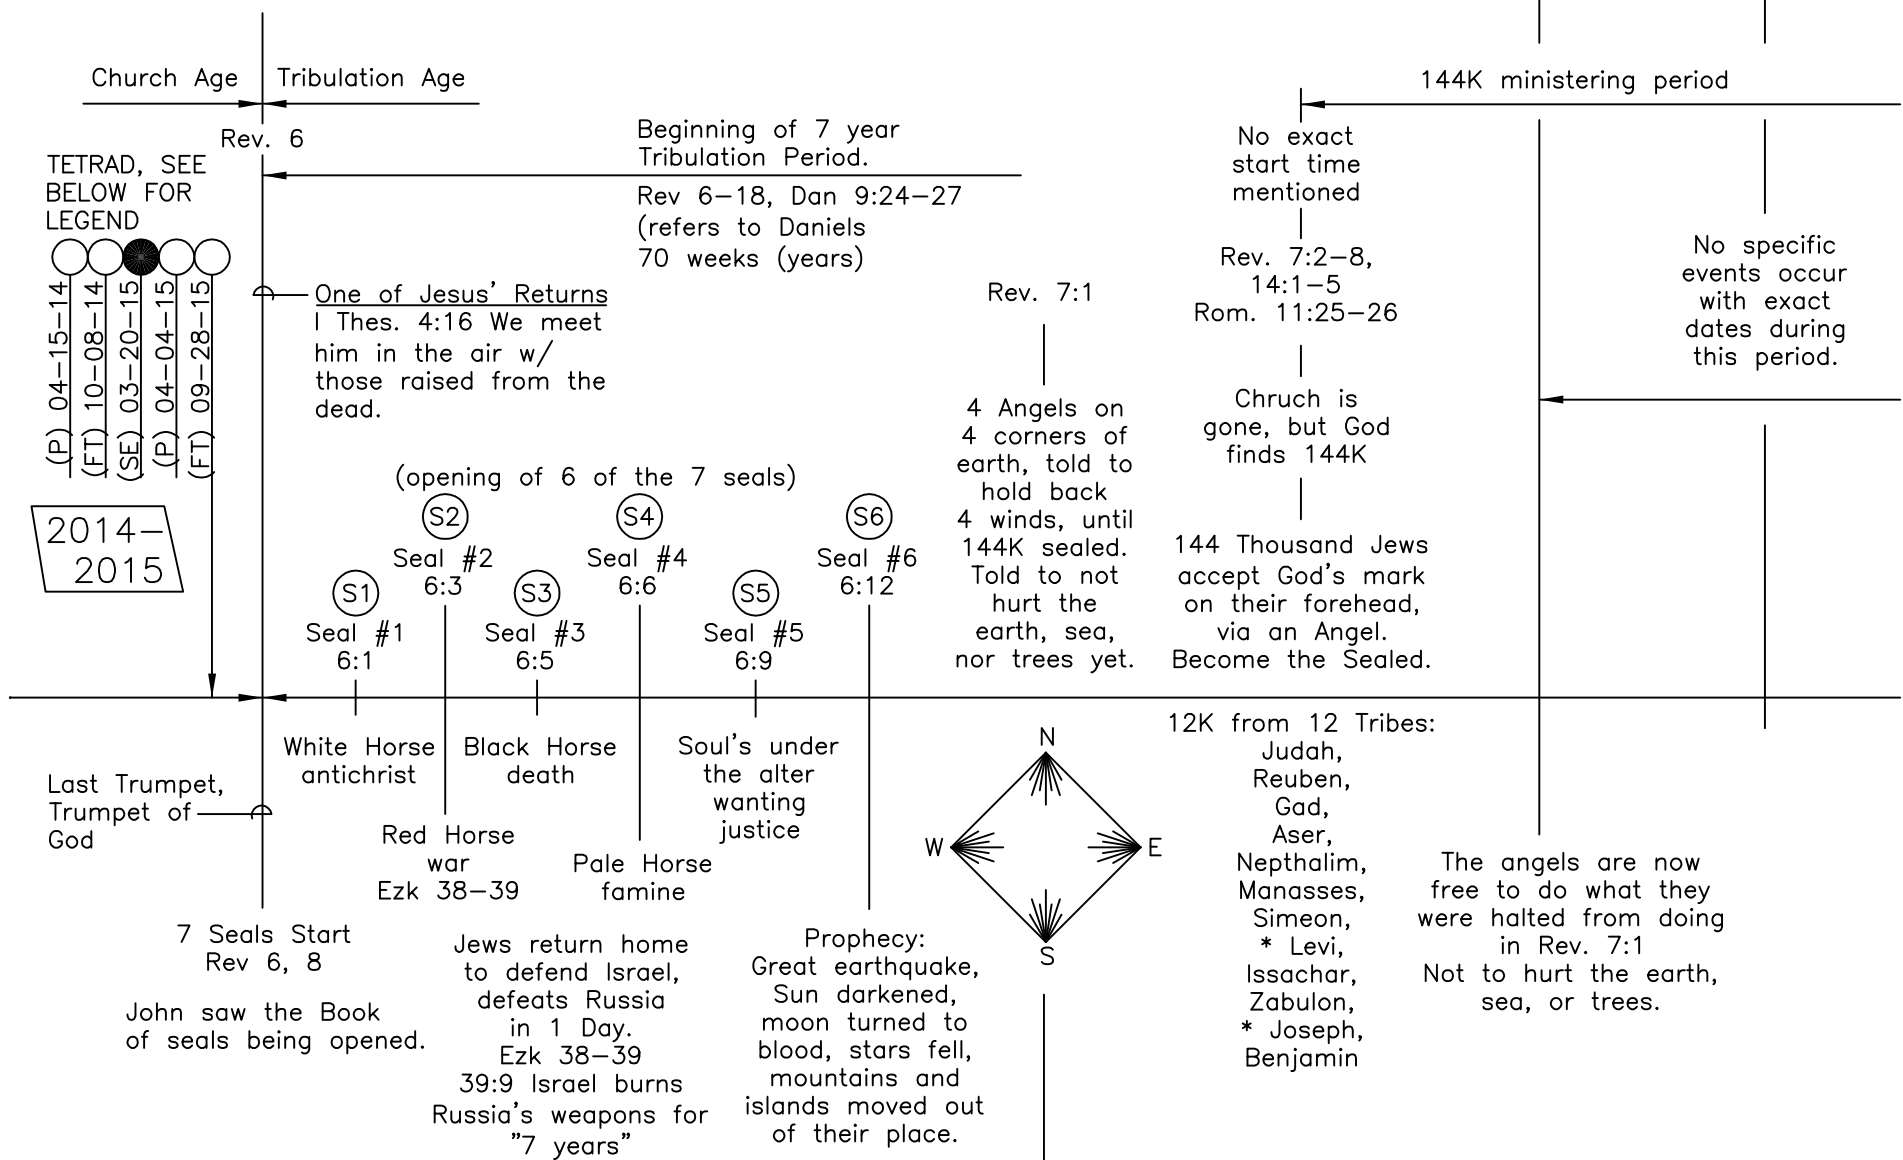 Church Age
Tribulation Age
144K ministering period
Rev. 6
TETRAD, SEE
BELOW FOR
LEGEND
(P) 04-15-14
(FT) 10-08-14
(SE) 03-20-15
(P) 04-04-15
(FT) 09-28-15
2014-
2015
Beginning of 7 year
Tribulation Period.
Rev 6-18, Dan 9:24-27
(refers to Daniels
70 weeks (years)
One of Jesus' Returns
I Thes. 4:16 We meet
him in the air w/
those raised from the
dead.
(opening of 6 of the 7 seals)
S1
Seal #1
6:1
S2
Seal #2
6:3
S3
Seal #3
6:5
S4
Seal #4
6:6
S5
Seal #5
6:9
S6
Seal #6
6:12
Rev. 7:1
4 Angels on
4 corners of
earth, told to
hold back
4 winds, until
144K sealed.
Told to not
hurt the
earth, sea,
nor trees yet.
No exact
start time
mentioned
Rev. 7:2-8,
14:1-5
Rom. 11:25-26
Chruch is
gone, but God
finds 144K
144 Thousand Jews
accept God's mark
on their forehead,
via an Angel.
Become the Sealed.
No specific
events occur
with exact
dates during
this period.
Last Trumpet,
Trumpet of
God
7 Seals Start
Rev 6, 8
John saw the Book
of seals being opened.
White Horse
antichrist
Red Horse
war
Ezk 38-39
Black Horse
death
Pale Horse
famine
Jews return home
to defend Israel,
defeats Russia
in 1 Day.
Ezk 38-39
39:9 Israel burns
Russia's weapons for
"7 years"
Soul's under
the alter
wanting
justice
Prophecy:
Great earthquake,
Sun darkened,
moon turned to
blood, stars fell,
mountains and
islands moved out
of their place.
N
W
E
S
12K from 12 Tribes:
Judah,
Reuben,
Gad,
Aser,
Nepthalim,
Manasses,
Simeon,
* Levi,
Issachar,
Zabulon,
* Joseph,
Benjamin
The angels are now
free to do what they
were halted from doing
in Rev. 7:1
Not to hurt the earth,
sea, or trees.